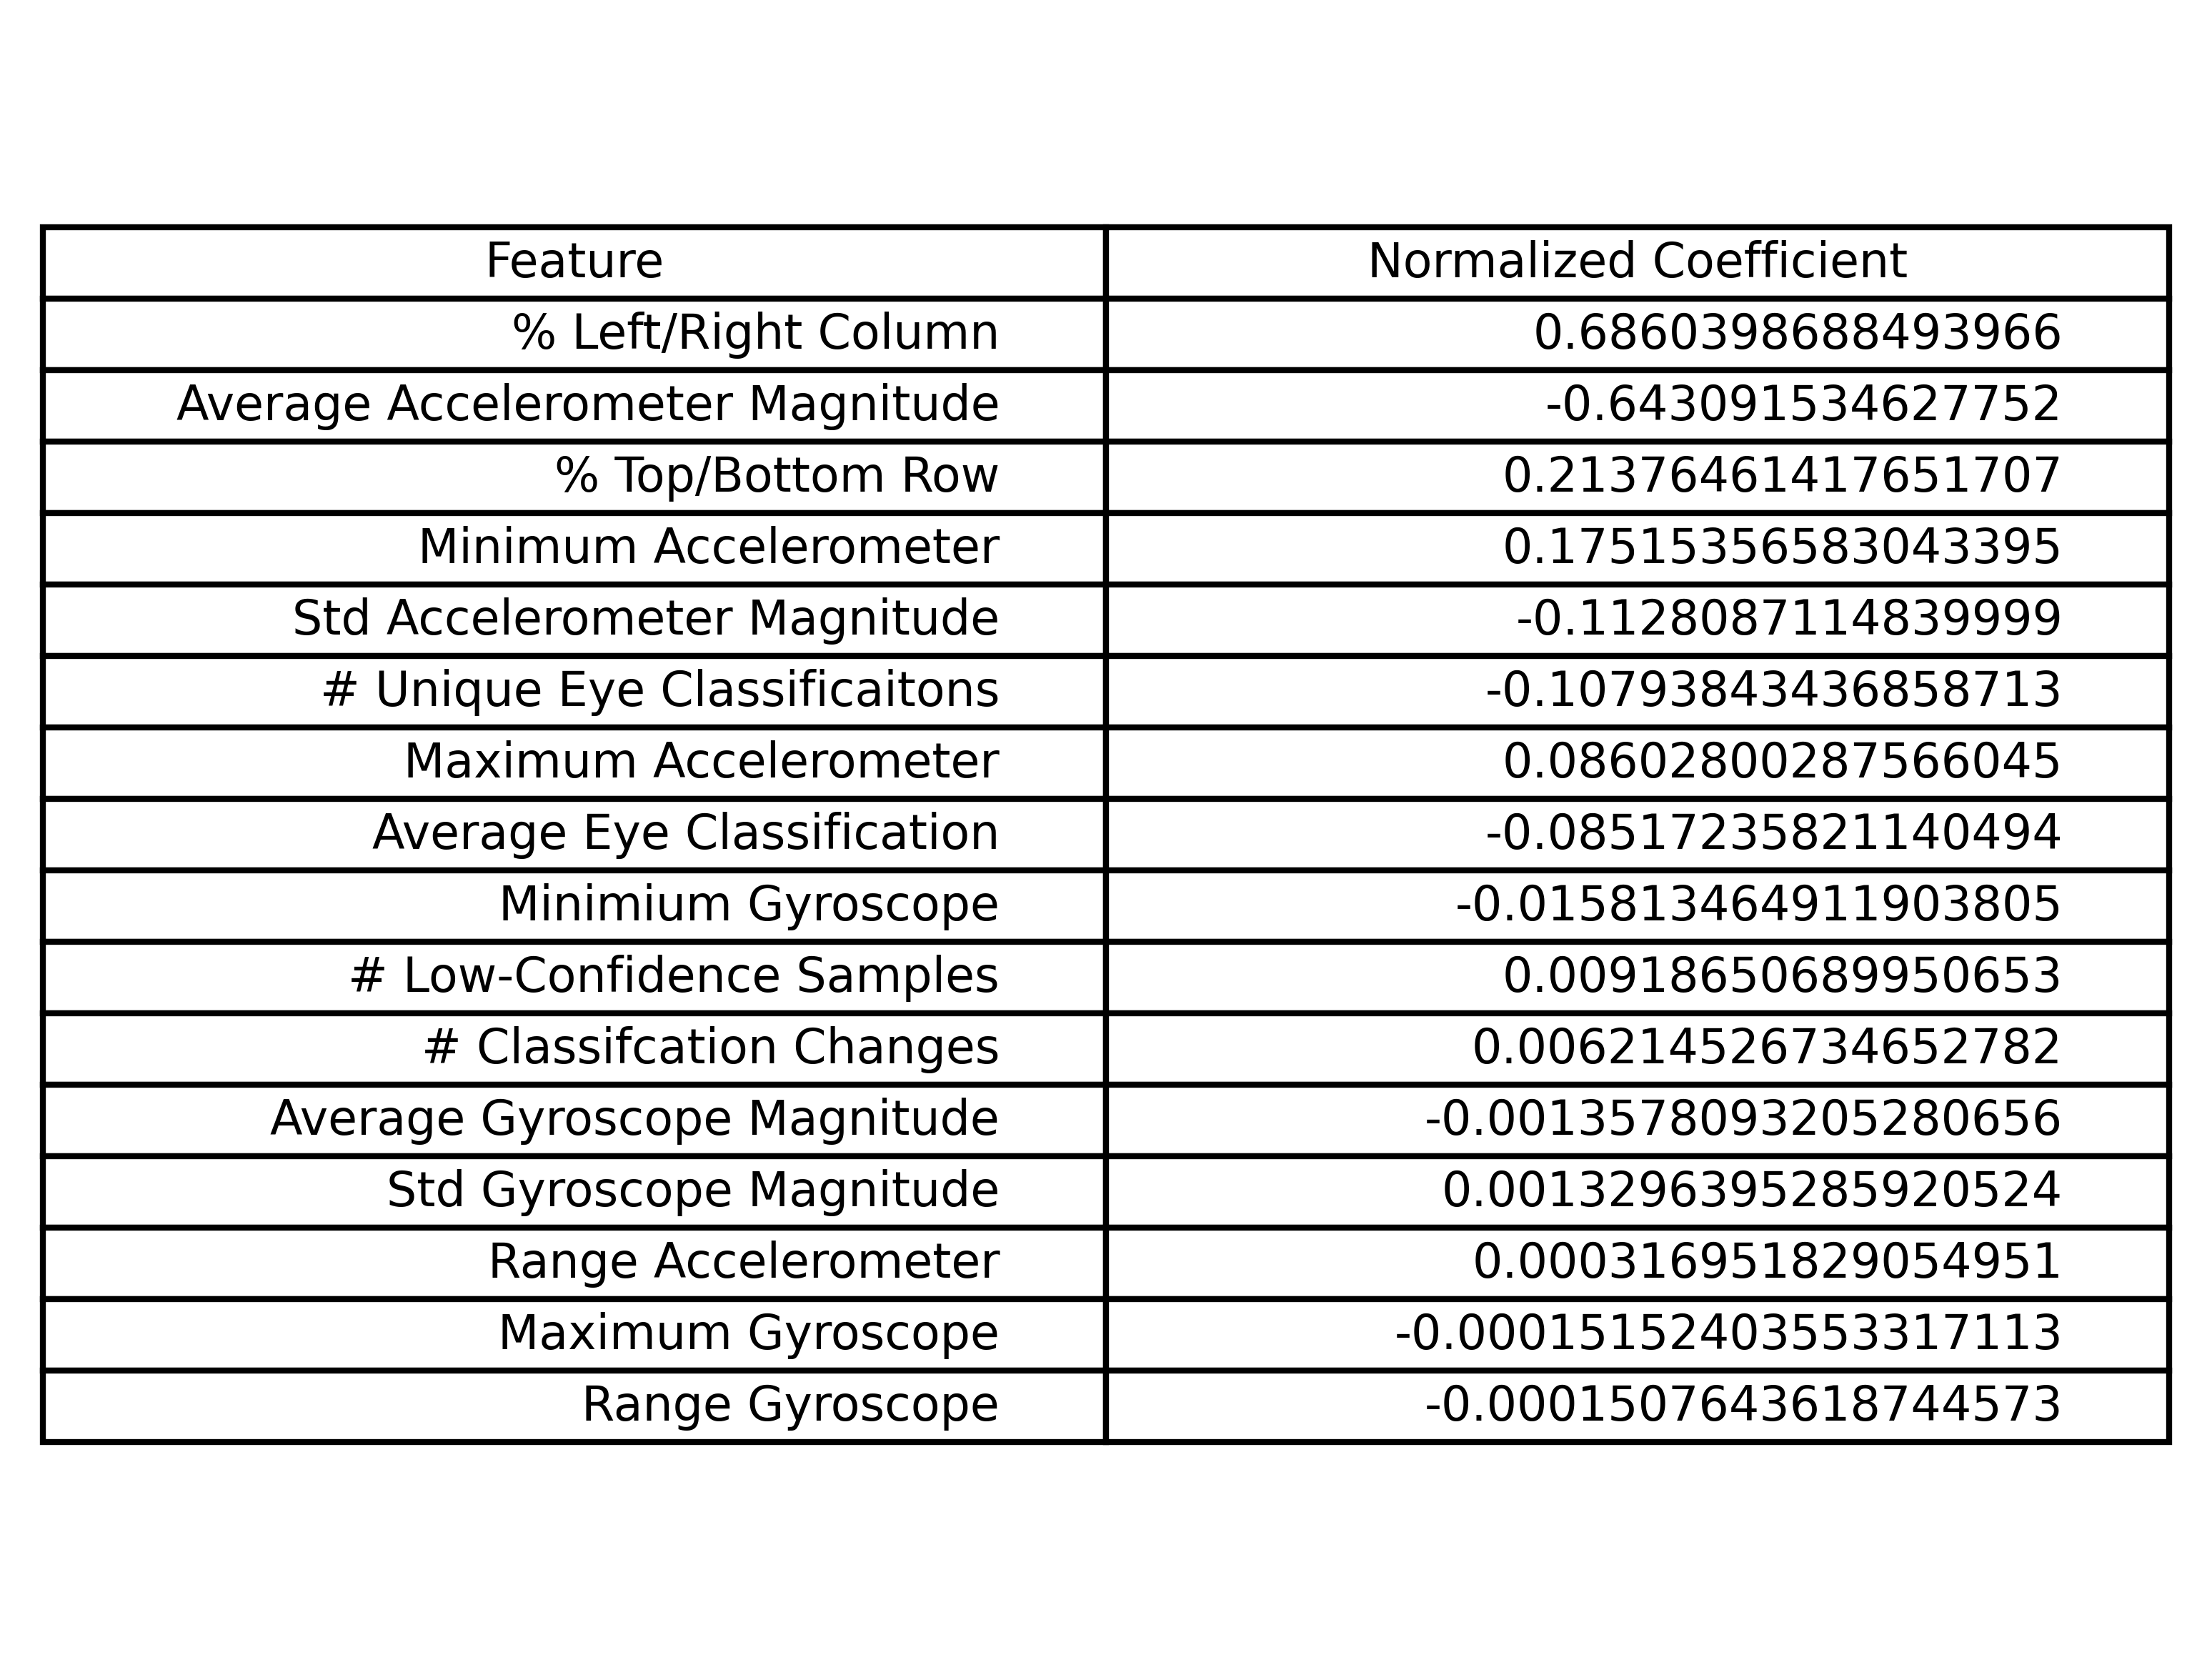 Feature Normalized Coefficient
% Left/Right Column 0.6860398688493966
Average Accelerometer Magnitude -0.643091534627752
% Top/Bottom Row 0.21376461417651707
Minimum Accelerometer 0.17515356583043395
Std Accelerometer Magnitude -0.1128087114839999
# Unique Eye Classificaitons -0.10793843436858713
Maximum Accelerometer 0.08602800287566045
Average Eye Classification -0.08517235821140494
Minimium Gyroscope -0.015813464911903805
# Low-Confidence Samples 0.00918650689950653
# Classifcation Changes 0.006214526734652782
Average Gyroscope Magnitude -0.0013578093205280656
Std Gyroscope Magnitude 0.0013296395285920524
Range Accelerometer 0.000316951829054951
Maximum Gyroscope -0.00015152403553317113
Range Gyroscope -0.0001507643618744573